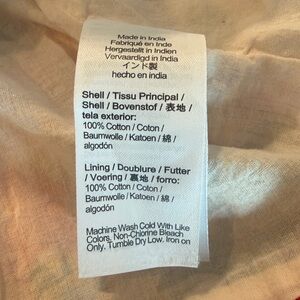 Made in India
Fabriqué en Inde
Hergestellt in Indien
Vervaardigd in India
インド製
hecho en india
Shell / Tissu Principal /
Shell / Bovenstof / 表地 /
tela exterior:
100% Cotton / Coton /
Baumwolle / Katoen / 綿 /
algodón
Lining / Doublure / Futter
/ Voering / 裏地 / forro:
100% Cotton / Coton /
Baumwolle / Katoen / 綿 /
algodón
Machine Wash Cold With Like
Colors, Non-Chlorine Bleach
Only. Tumble Dry Low. Iron on